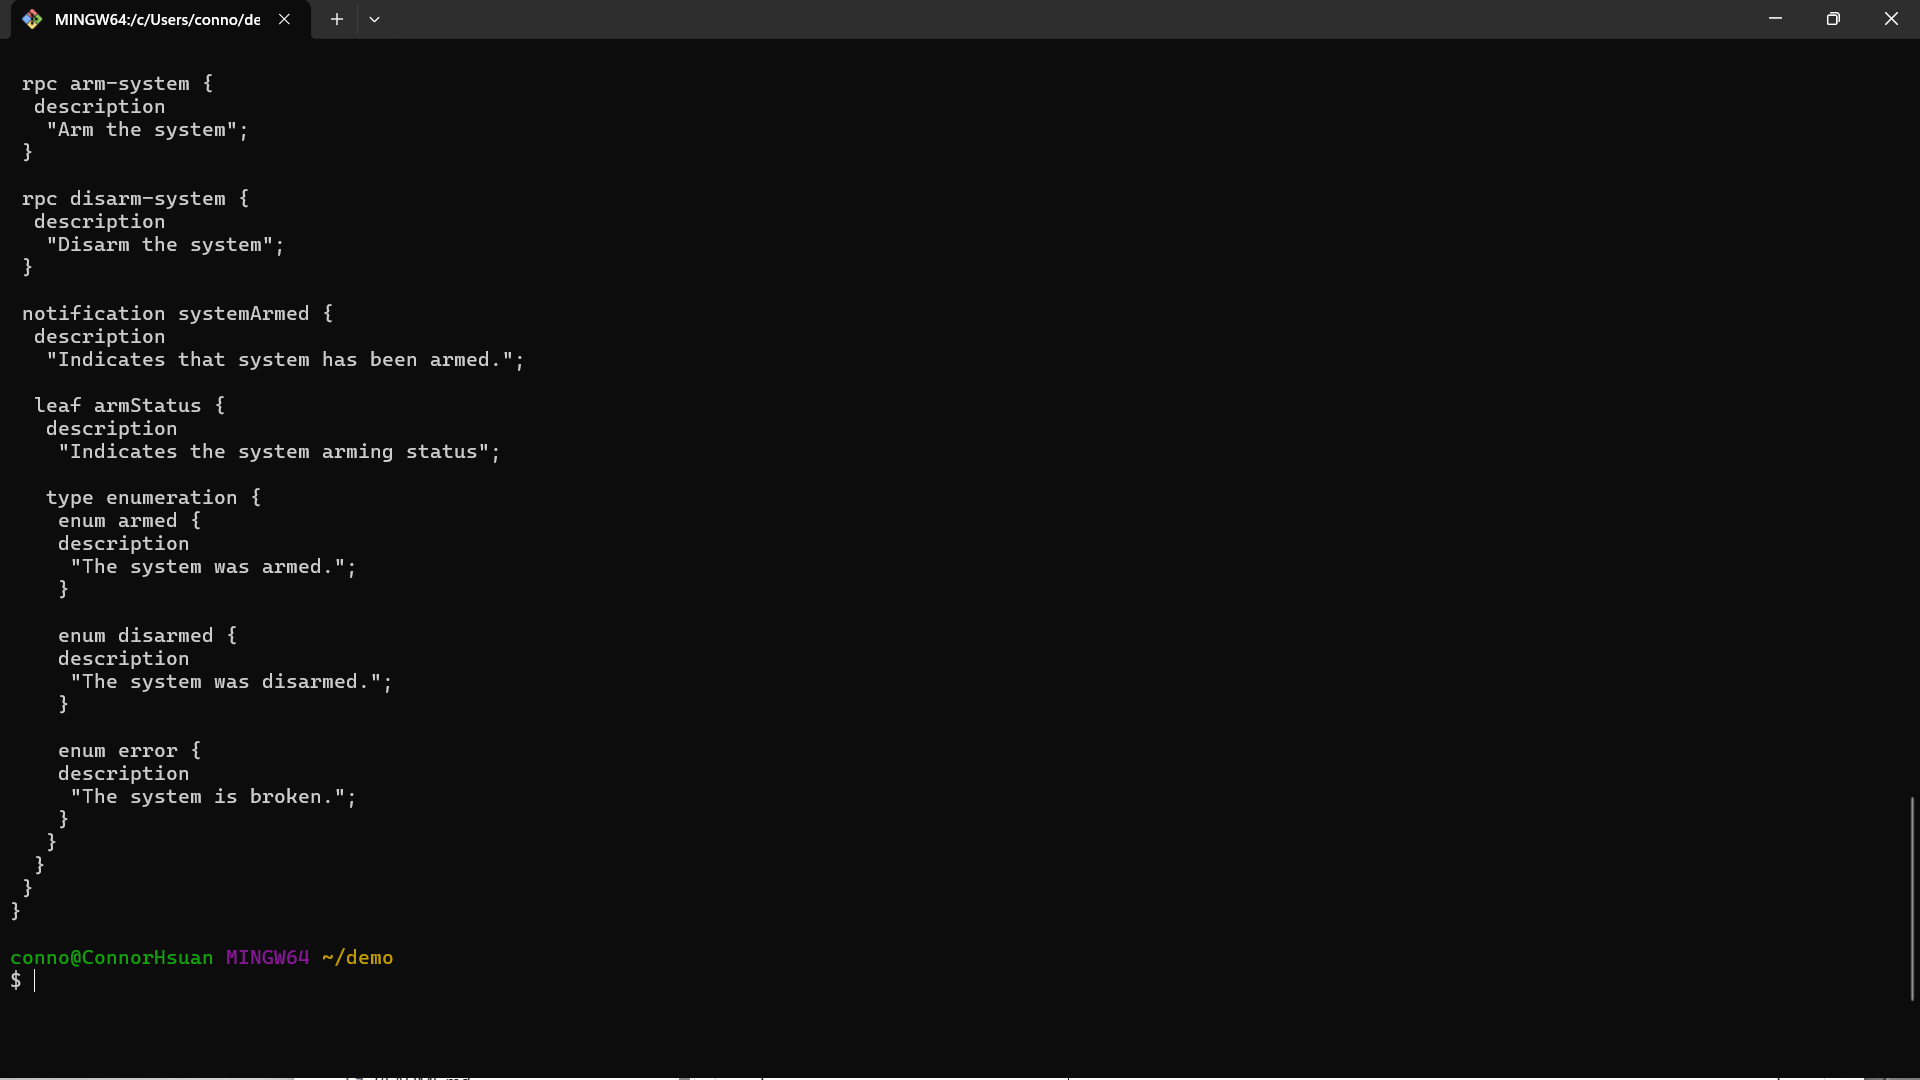 MINGW64:/c/Users/conno/de
rpc arm-system {
description
"Arm the system";
}
rpc disarm-system {
description
"Disarm the system";
}
notification systemArmed {
description
"Indicates that system has been armed.";
leaf armStatus {
description
"Indicates the system arming status";
type enumeration {
enum armed {
description
"The system was armed.";
}
enum disarmed {
description
"The system was disarmed.";
}
enum error {
description
"The system is broken.";
}
}
}
}
}
conno@ConnorHsuan MINGW64 ~/demo
$